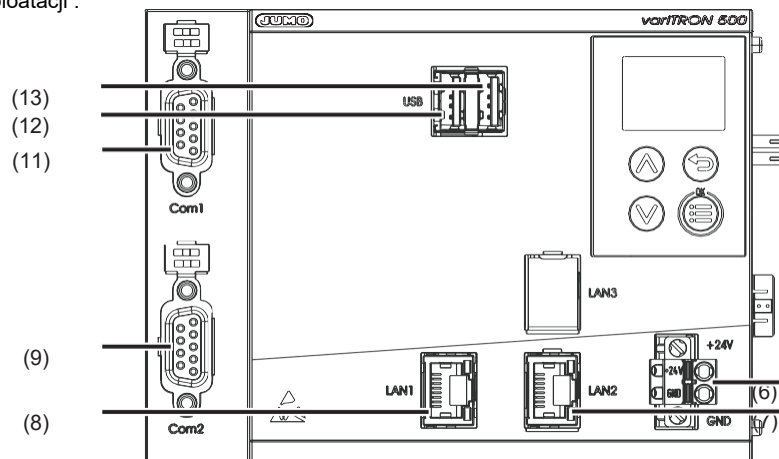 ploatacji .
JUMO
variTRON 500
(13)
USB
(12)
(11)
OK
Com1
LAN3
+24V
(9)
+24V
LAN1
LAN2
(6)
GND
(8)
(7)
Com2
GND